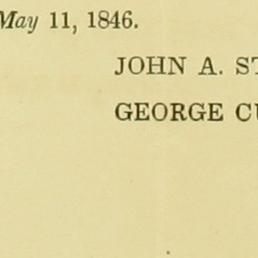 May 11, 1846.
JOHN A. ST
GEORGE CU